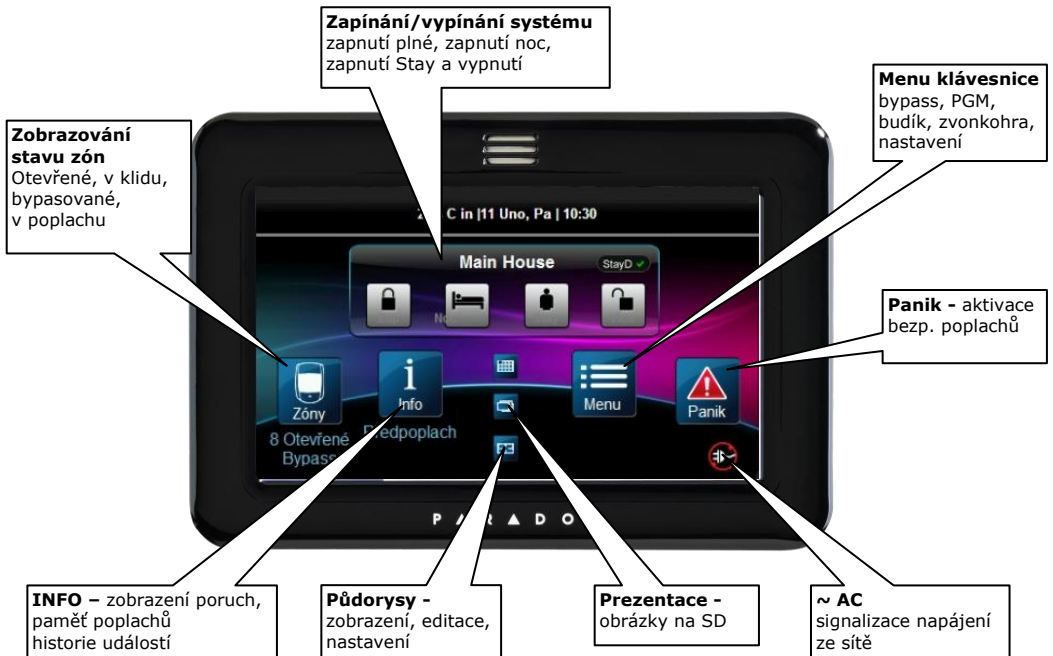 Zapínání/vypínání systému
zapnutí plné, zapnutí noc,
zapnutí Stay a vypnutí
Menu klávesnice
bypass, PGM,
budík, zvonkohra,
nastavení
Zobrazování
stavu zón
Otevřené, v klidu,
bypasované,
v poplachu
C in |11 Uno, Pa | 10:30
Main House
StayD
Panik - aktivace
bezp. poplachů
Zóny
Info
Menu
Panik
8 Otevřené
Bypass
Předpoplach
PARADO
INFO – zobrazení poruch,
paměť poplachů
historie událostí
Půdorysy -
zobrazení, editace,
nastavení
Prezentace -
obrázky na SD
~ AC
signalizace napájení
ze sítě